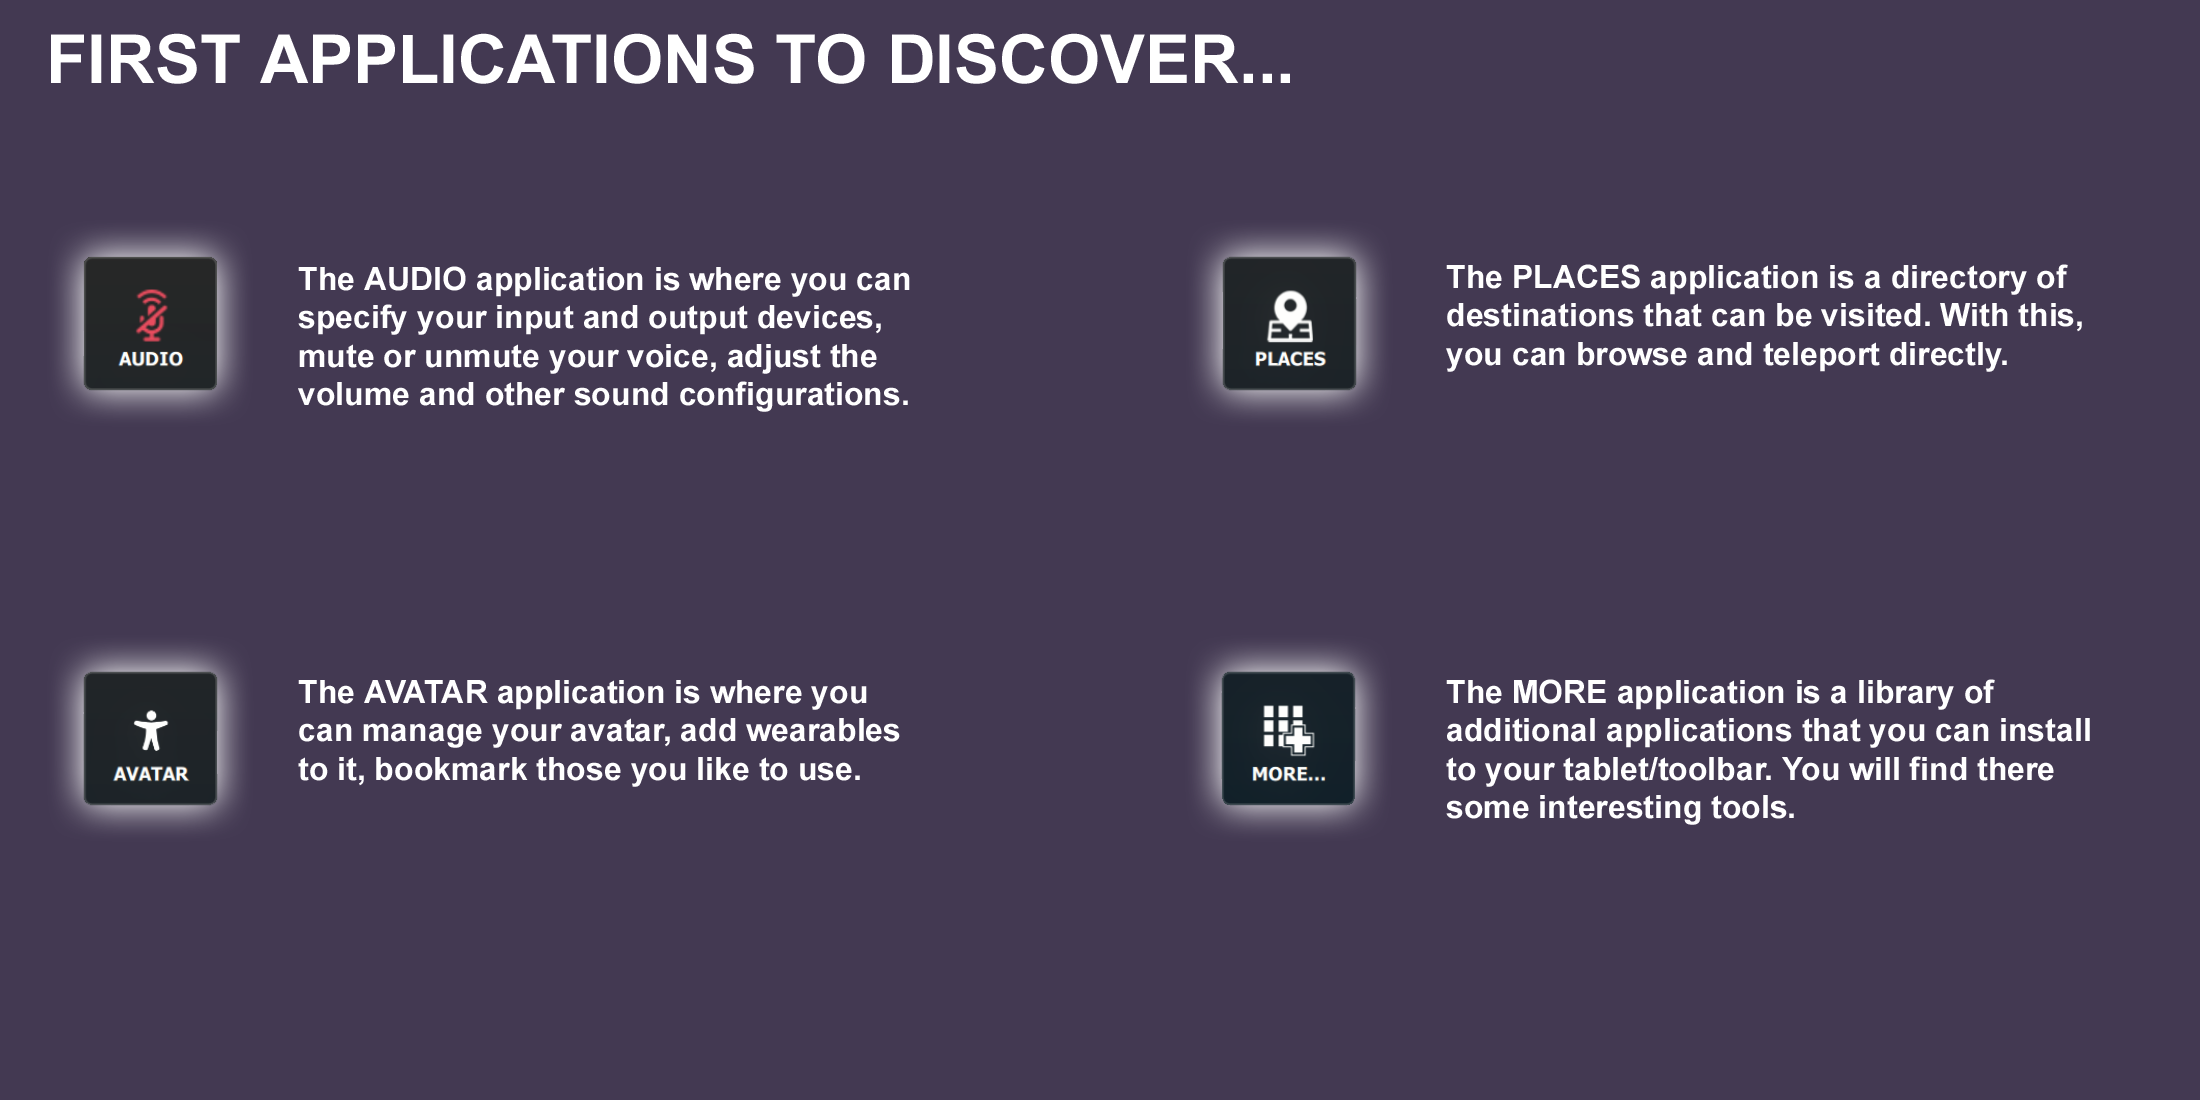 FIRST APPLICATIONS TO DISCOVER...
AUDIO
The AUDIO application is where you can
specify your input and output devices,
mute or unmute your voice, adjust the
volume and other sound configurations.
PLACES
The PLACES application is a directory of
destinations that can be visited. With this,
you can browse and teleport directly.
AVATAR
The AVATAR application is where you
can manage your avatar, add wearables
to it, bookmark those you like to use.
MORE...
The MORE application is a library of
additional applications that you can install
to your tablet/toolbar. You will find there
some interesting tools.